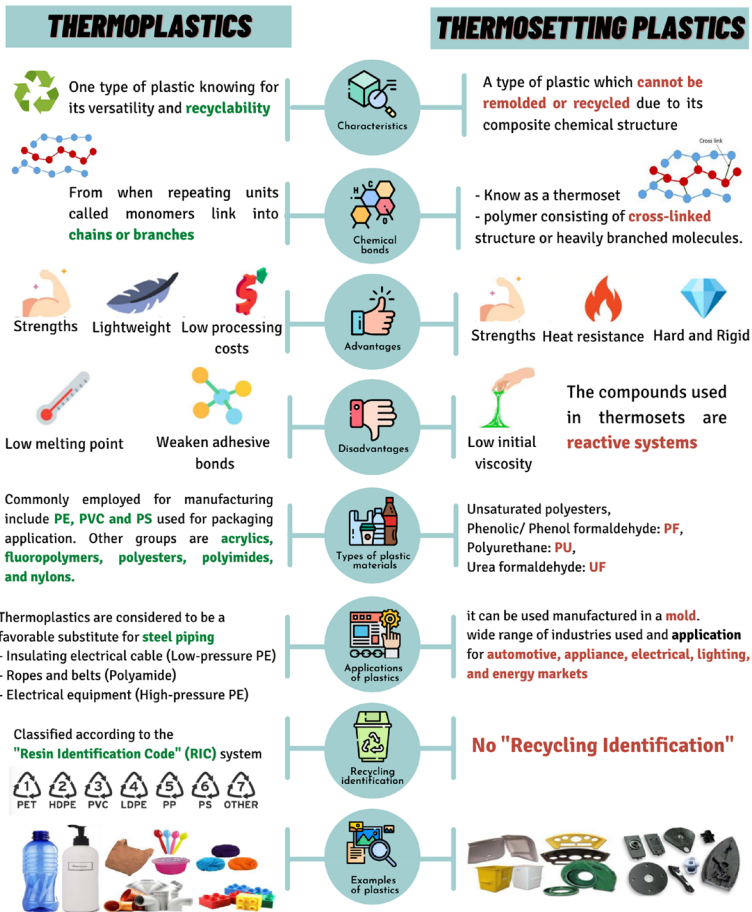 THERMOPLASTICS
THERMOSETTING PLASTICS
One type of plastic knowing for
its versatility and recyclability
Characteristics
A type of plastic which cannot be
remolded or recycled due to its
composite chemical structure
From when repeating units
called monomers link into
chains or branches
H C
O
Chemical
bonds
Cross link
- Know as a thermoset
- polymer consisting of cross-linked
structure or heavily branched molecules.
Strengths
Lightweight
Low processing
costs
Advantages
Strengths
Heat resistance
Hard and Rigid
Low melting point
Weaken adhesive
bonds
Disadvantages
Low initial
viscosity
The compounds used
in thermosets are
reactive systems
Commonly employed for manufacturing
include PE, PVC and PS used for packaging
application. Other groups are acrylics,
fluoropolymers, polyesters, polyimides,
and nylons.
Types of plastic
materials
Unsaturated polyesters,
Phenolic/ Phenol formaldehyde: PF,
Polyurethane: PU,
Urea formaldehyde: UF
Thermoplastics are considered to be a
favorable substitute for steel piping
- Insulating electrical cable (Low-pressure PE)
- Ropes and belts (Polyamide)
- Electrical equipment (High-pressure PE)
Applications
of plastics
it can be used manufactured in a mold.
wide range of industries used and application
for automotive, appliance, electrical, lighting,
and energy markets
Classified according to the
"Resin Identification Code" (RIC) system
1 2 3 4 5 6 7
PET HDPE PVC LDPE PP PS OTHER
Recycling
identification
No "Recycling Identification"
Examples
of plastics